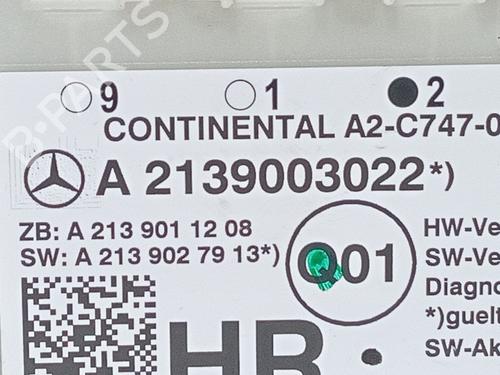 9 1 2
CONTINENTAL A2-C747-0
A 2139003022*)
ZB: A 213 901 12 08
SW: A 213 902 79 13*)
Q01
HW-Ve
SW-Ve
Diagno
*)guelt
SW-Ak
HR
B-PARTS